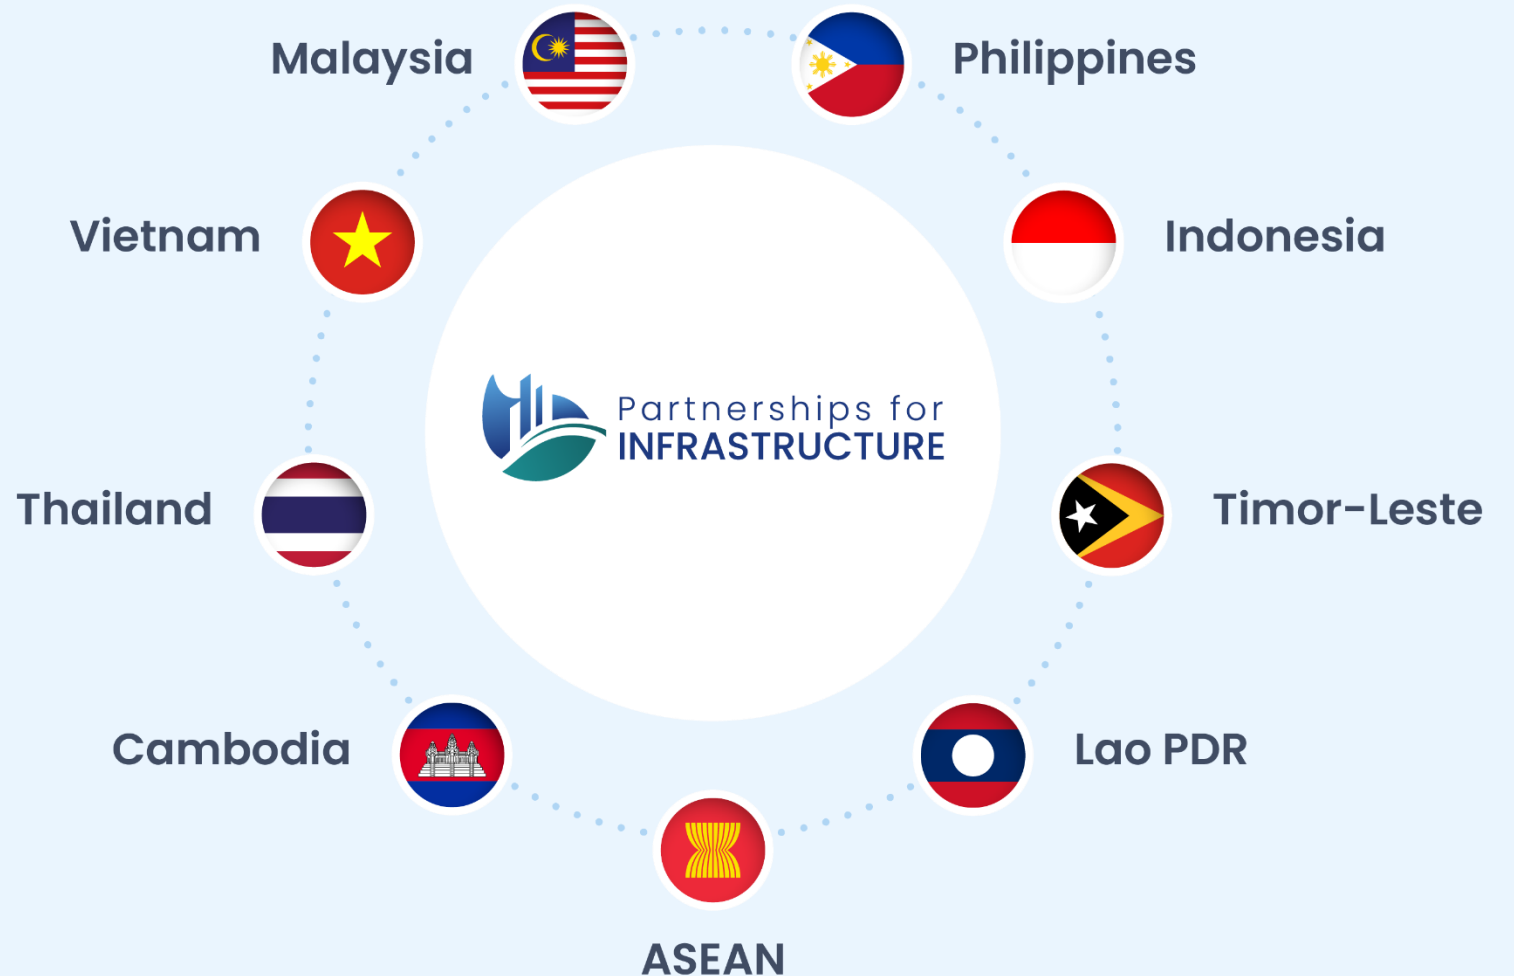 Malaysia
Philippines
Vietnam
Indonesia
Partnerships for
INFRASTRUCTURE
Thailand
Timor-Leste
Cambodia
Lao PDR
ASEAN